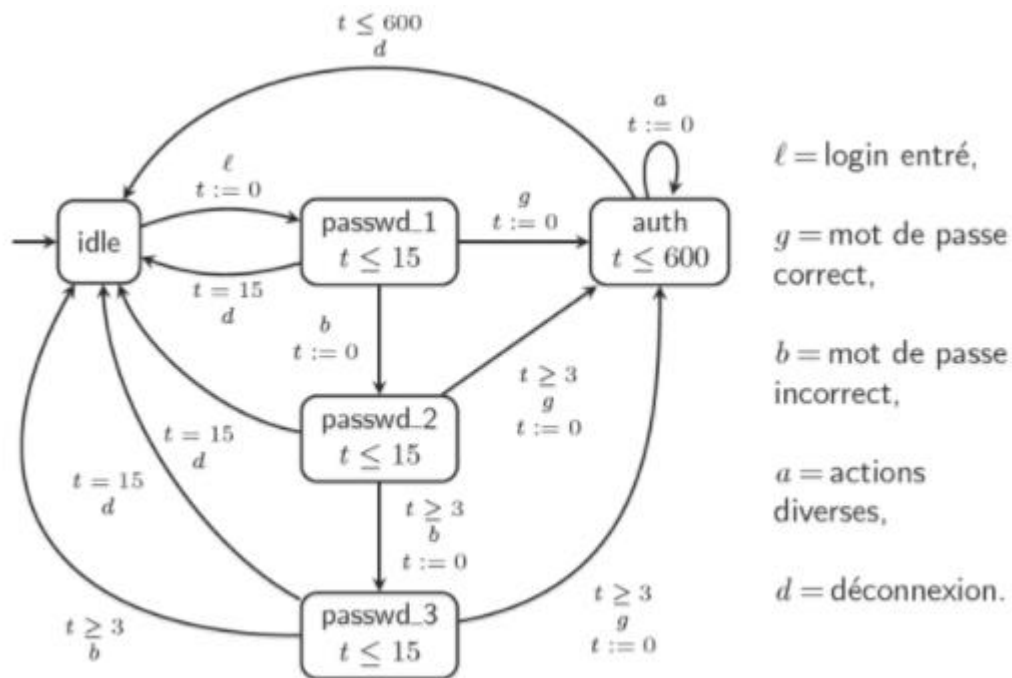 t ≤ 600
d
a
t := 0
ℓ
t := 0
idle
passwd_1
t ≤ 15
g
t := 0
auth
t ≤ 600
t = 15
d
b
t := 0
passwd_2
t ≤ 15
t ≥ 3
g
t := 0
t = 15
d
t = 15
d
t ≥ 3
b
t := 0
passwd_3
t ≤ 15
t ≥ 3
b
t ≥ 3
g
t := 0
ℓ = login entré,
g = mot de passe
correct,
b = mot de passe
incorrect,
a = actions
diverses,
d = déconnexion.